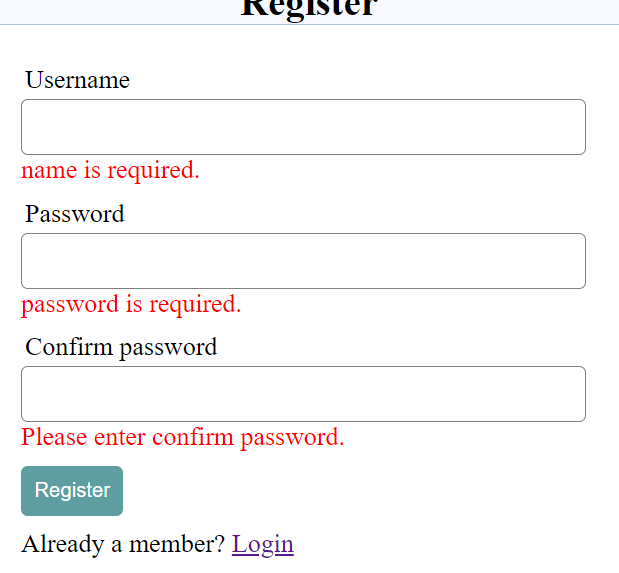 Register
Username
name is required.
Password
password is required.
Confirm password
Please enter confirm password.
Register
Already a member? Login